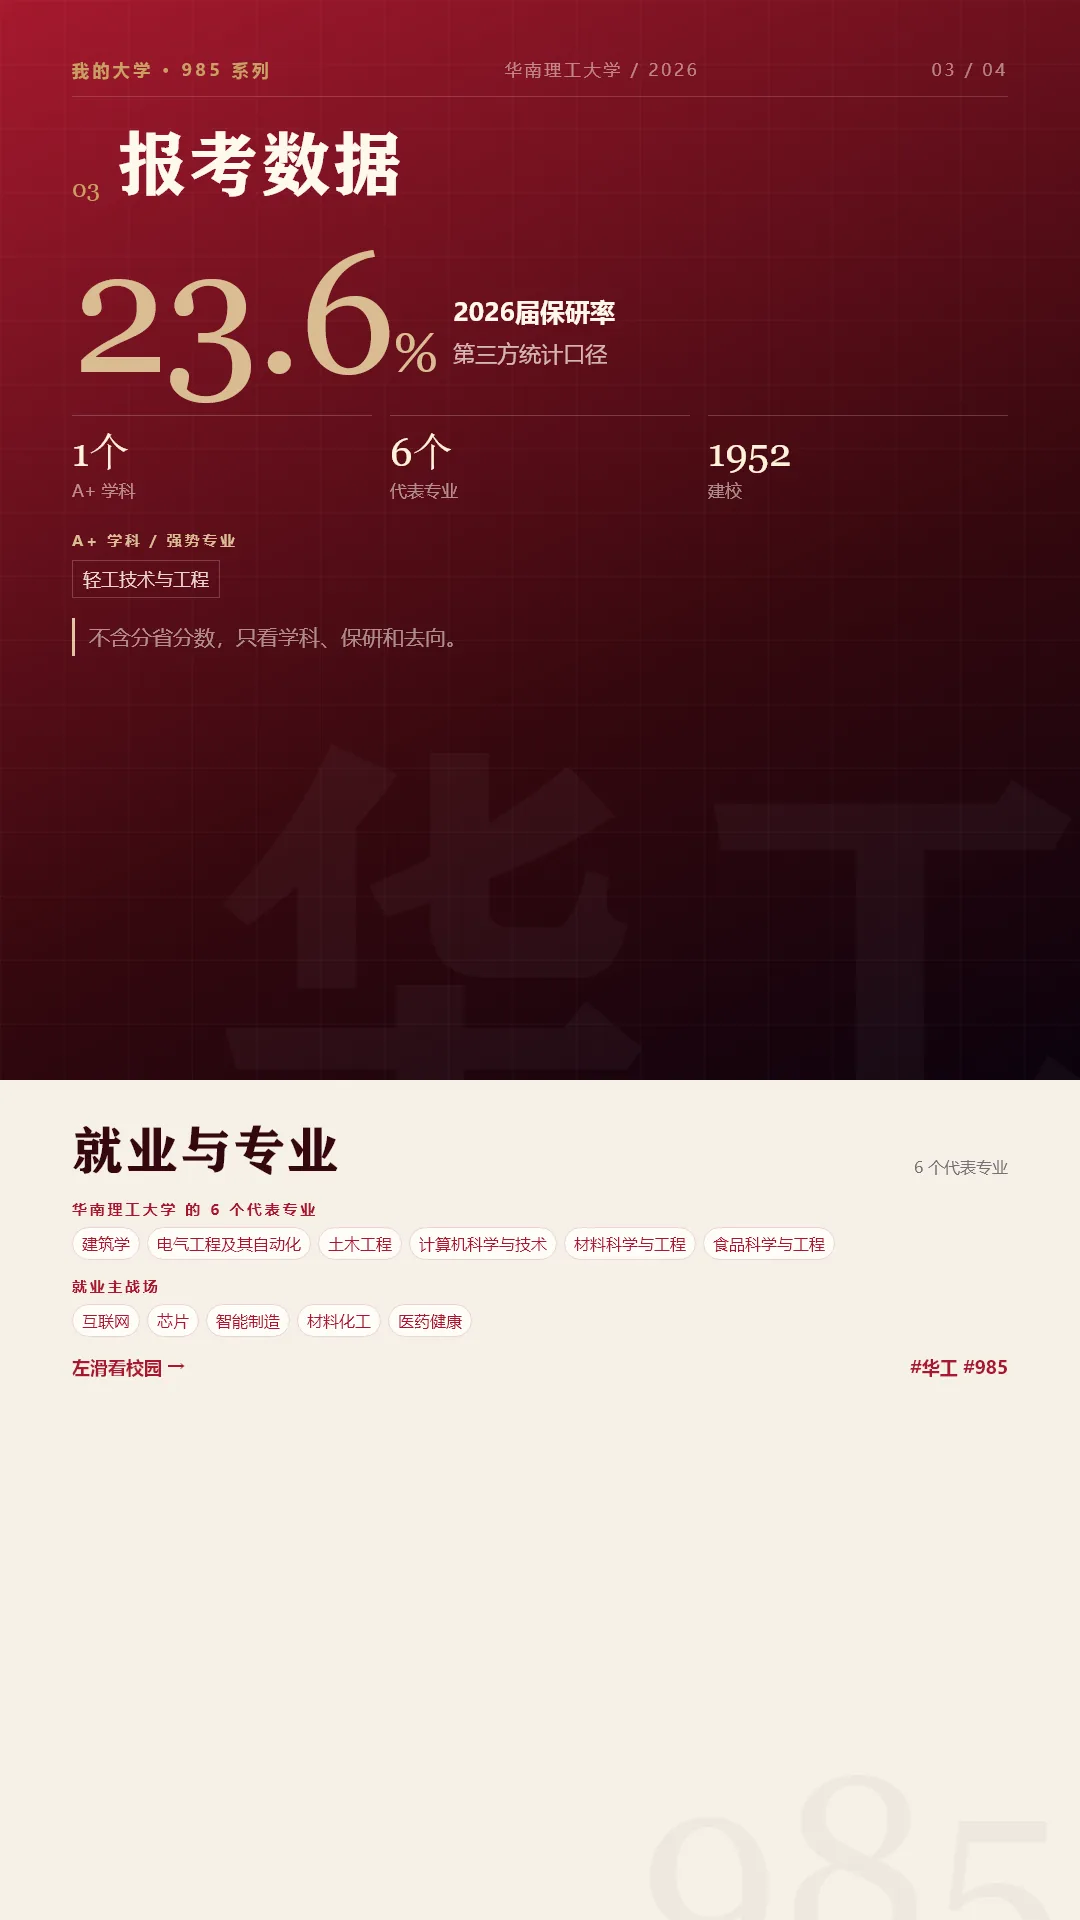 我的大学 • 985 系列
华南理工大学 / 2026
03 / 04
03 报考数据
23.6%
2026届保研率
第三方统计口径
1个
A+ 学科
6个
代表专业
1952
建校
A+ 学科 / 强势专业
轻工技术与工程
不含分省分数，只看学科、保研和去向。
华工
就业与专业
6 个代表专业
华南理工大学 的 6 个代表专业
建筑学 电气工程及其自动化 土木工程 计算机科学与技术 材料科学与工程 食品科学与工程
就业主战场
互联网 芯片 智能制造 材料化工 医药健康
左滑看校园 →
#华工 #985
985